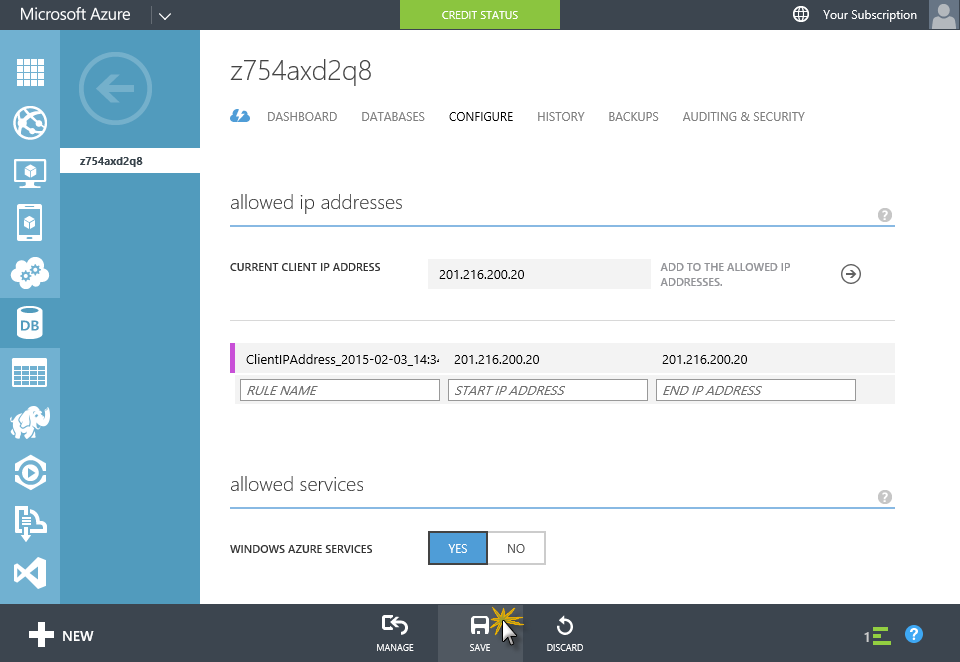 Microsoft Azure
CREDIT STATUS
Your Subscription
z754axd2q8
z754axd2q8
DASHBOARD DATABASES CONFIGURE HISTORY BACKUPS AUDITING & SECURITY
allowed ip addresses
?
CURRENT CLIENT IP ADDRESS
201.216.200.20
ADD TO THE ALLOWED IP
ADDRESSES.
ClientIPAddress_2015-02-03_14:34 201.216.200.20 201.216.200.20
RULE NAME START IP ADDRESS END IP ADDRESS
DB
allowed services
?
WINDOWS AZURE SERVICES YES NO
NEW
MANAGE SAVE DISCARD
1
?